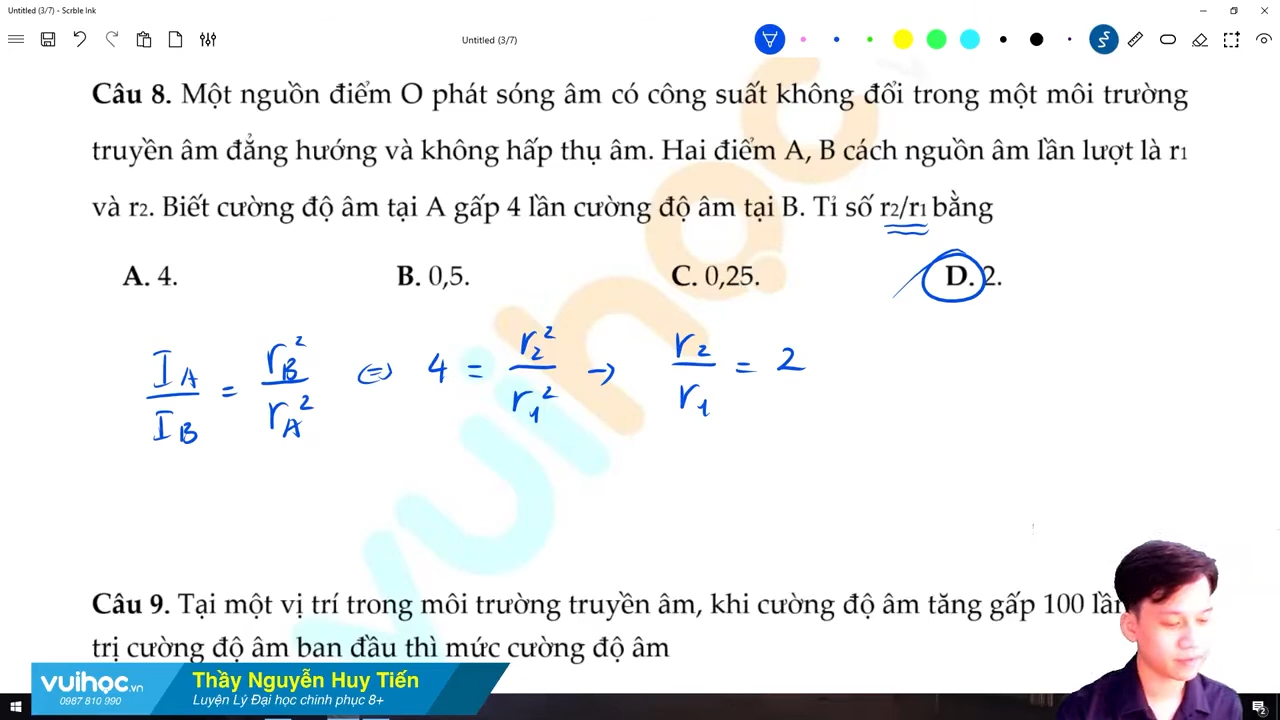 Untitled (3/7) - Scrble Ink
Untitled (3/7)
Câu 8. Một nguồn điểm O phát sóng âm có công suất không đổi trong một môi trường
truyền âm đẳng hướng và không hấp thụ âm. Hai điểm A, B cách nguồn âm lần lượt là r₁
và r₂. Biết cường độ âm tại A gấp 4 lần cường độ âm tại B. Tỉ số r₂/r₁ bằng
A. 4. B. 0,5. C. 0,25. D. 2.
I_A/I_B = r_B²/r_A² ⇔ 4 = r₂²/r₁² → r₂/r₁ = 2
Câu 9. Tại một vị trí trong môi trường truyền âm, khi cường độ âm tăng gấp 100 lần
trị cường độ âm ban đầu thì mức cường độ âm
vuihọc.vn
0987 810 990
Thầy Nguyễn Huy Tiến
Luyện Lý Đại học chinh phục 8+